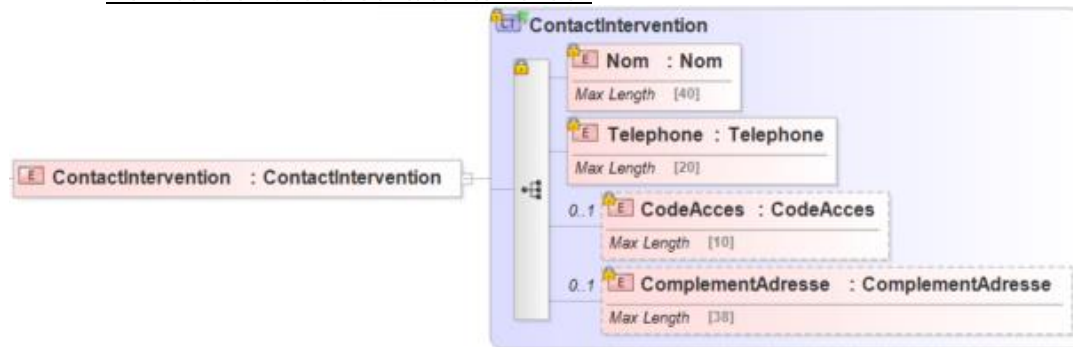 CT ContactIntervention
E Nom : Nom
Max Length [40]
E Telephone : Telephone
Max Length [20]
E ContactIntervention : ContactIntervention
0..1 E CodeAcces : CodeAcces
Max Length [10]
0..1 E ComplementAdresse : ComplementAdresse
Max Length [38]